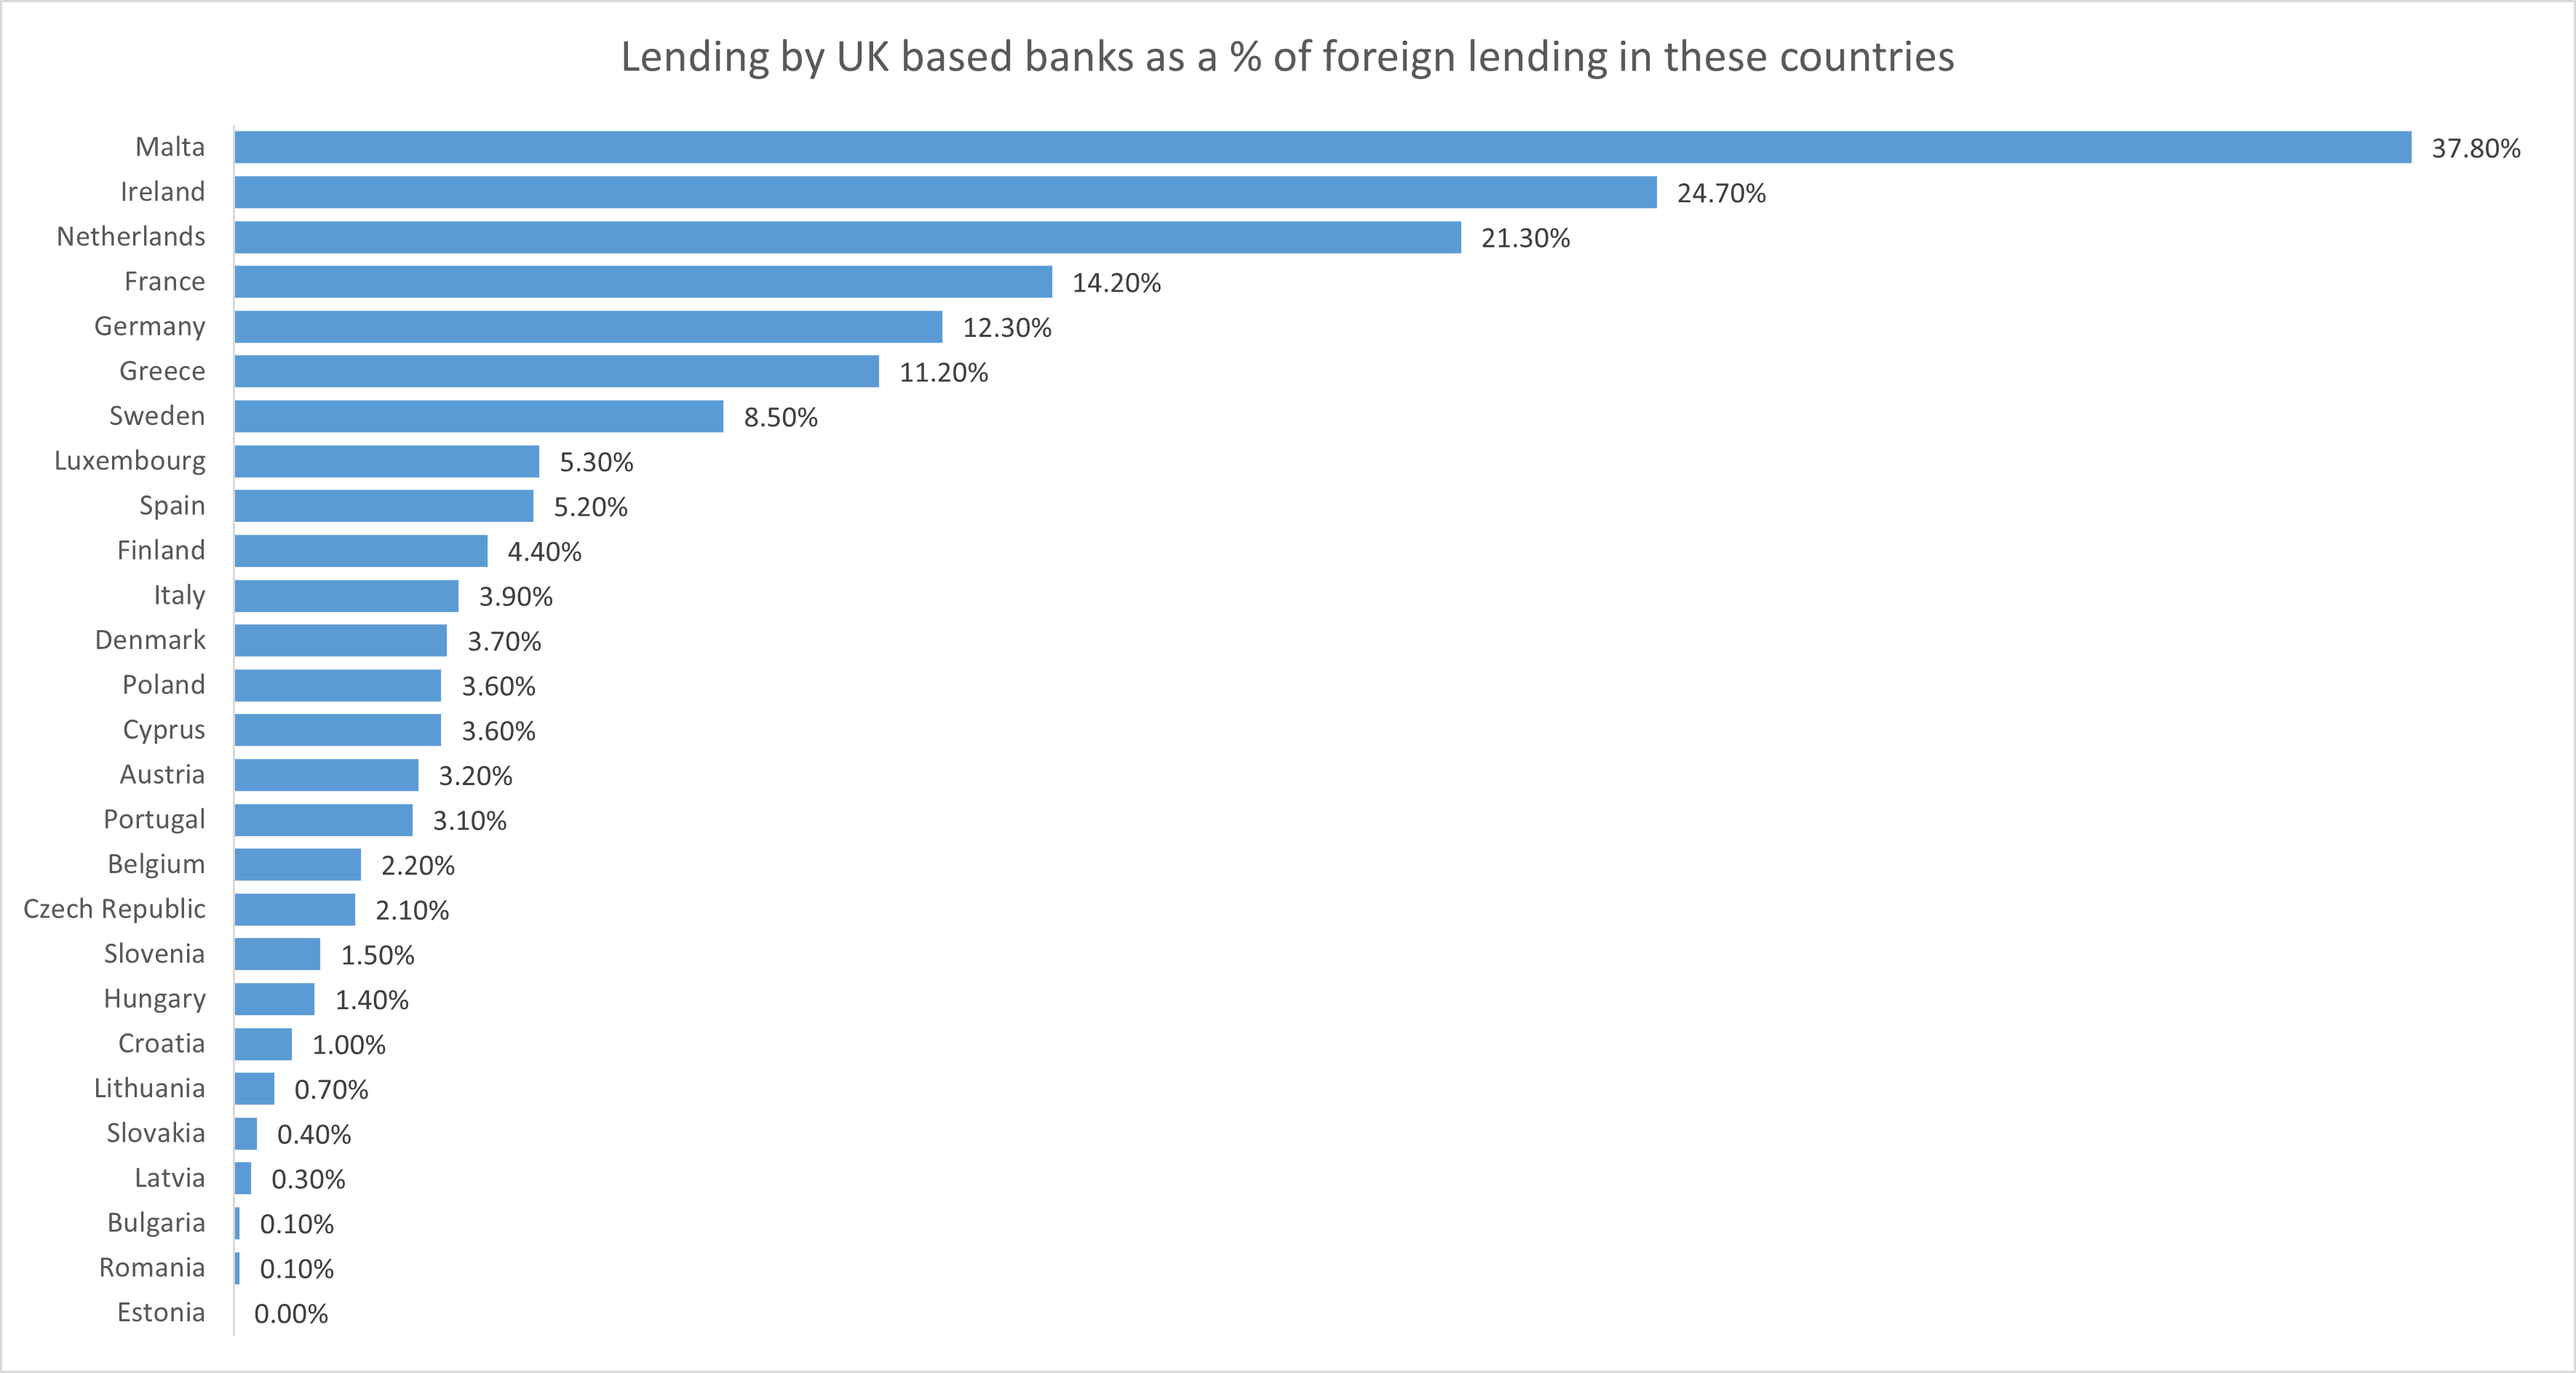 Lending by UK based banks as a % of foreign lending in these countries
Malta 37.80%
Ireland 24.70%
Netherlands 21.30%
France 14.20%
Germany 12.30%
Greece 11.20%
Sweden 8.50%
Luxembourg 5.30%
Spain 5.20%
Finland 4.40%
Italy 3.90%
Denmark 3.70%
Poland 3.60%
Cyprus 3.60%
Austria 3.20%
Portugal 3.10%
Belgium 2.20%
Czech Republic 2.10%
Slovenia 1.50%
Hungary 1.40%
Croatia 1.00%
Lithuania 0.70%
Slovakia 0.40%
Latvia 0.30%
Bulgaria 0.10%
Romania 0.10%
Estonia 0.00%